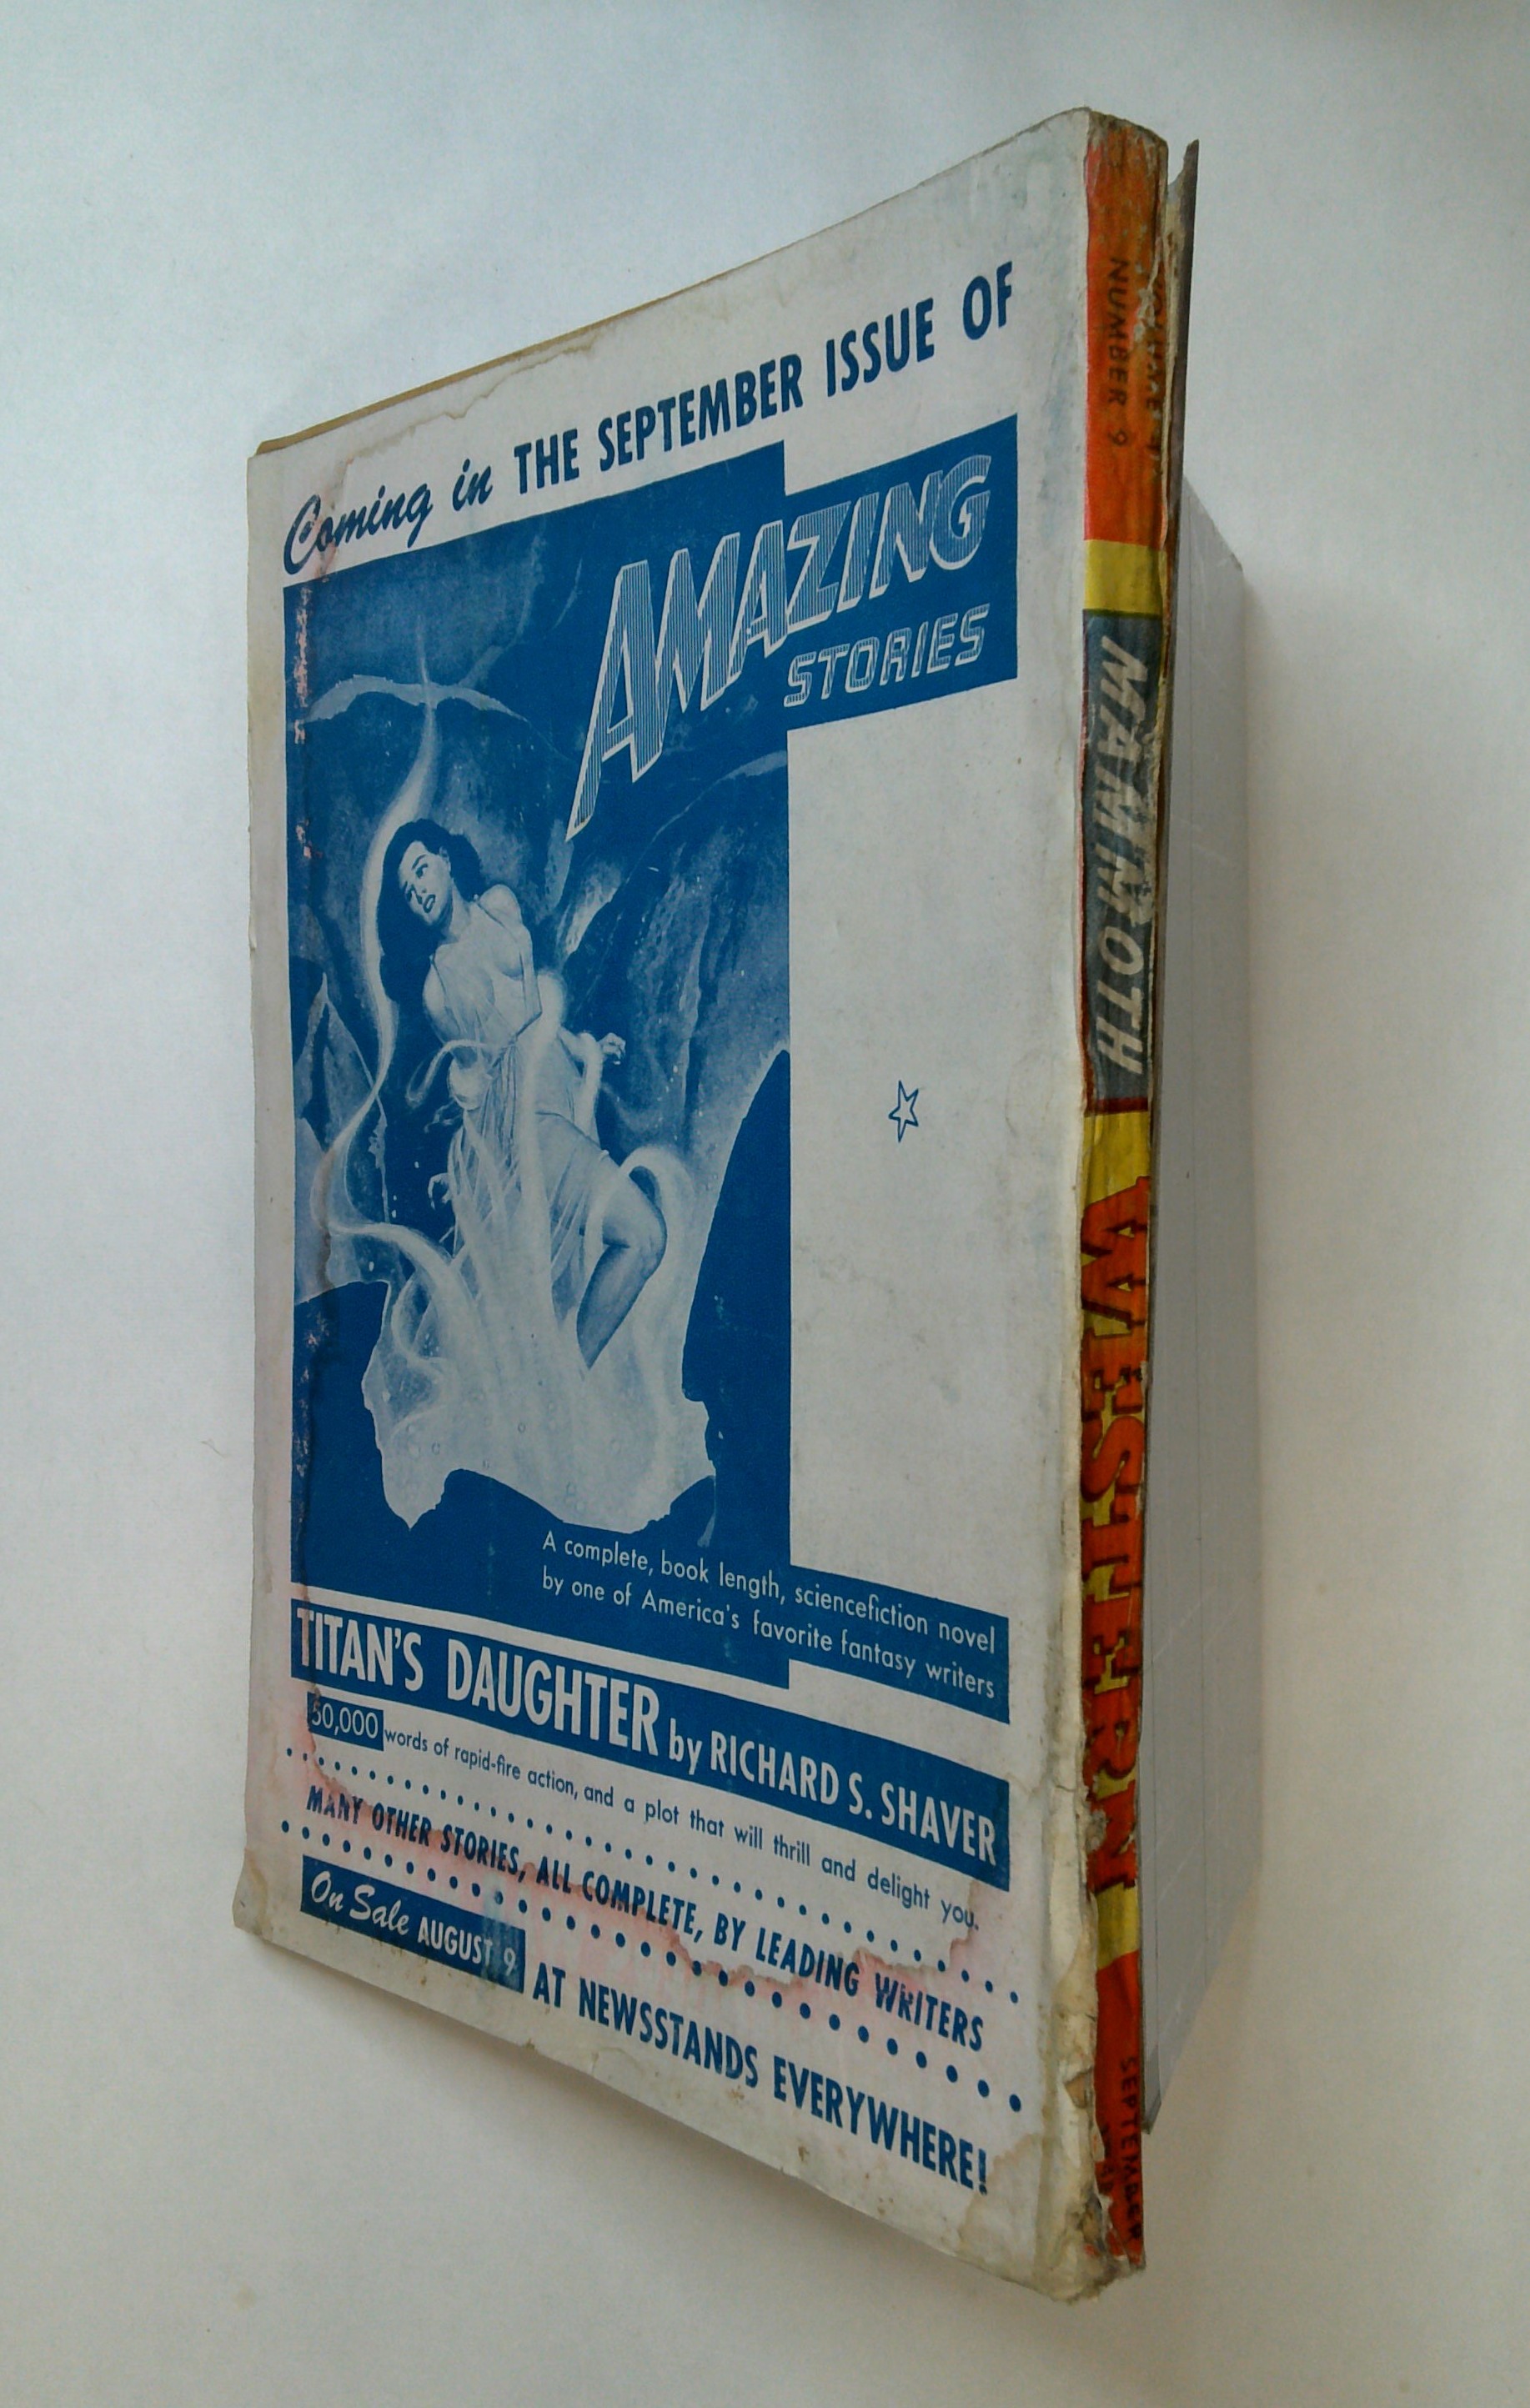 Coming in THE SEPTEMBER ISSUE OF
AMAZING
STORIES
A complete, book length, sciencefiction novel
by one of America's favorite fantasy writers
TITAN'S DAUGHTER by RICHARD S. SHAVER
50,000 words of rapid-fire action, and a plot that will thrill and delight you.
MANY OTHER STORIES, ALL COMPLETE, BY LEADING WRITERS
On Sale AUGUST 9 AT NEWSSTANDS EVERYWHERE!
NUMBER 9
MAMMOTH
WESTERN
SEPTEMBER